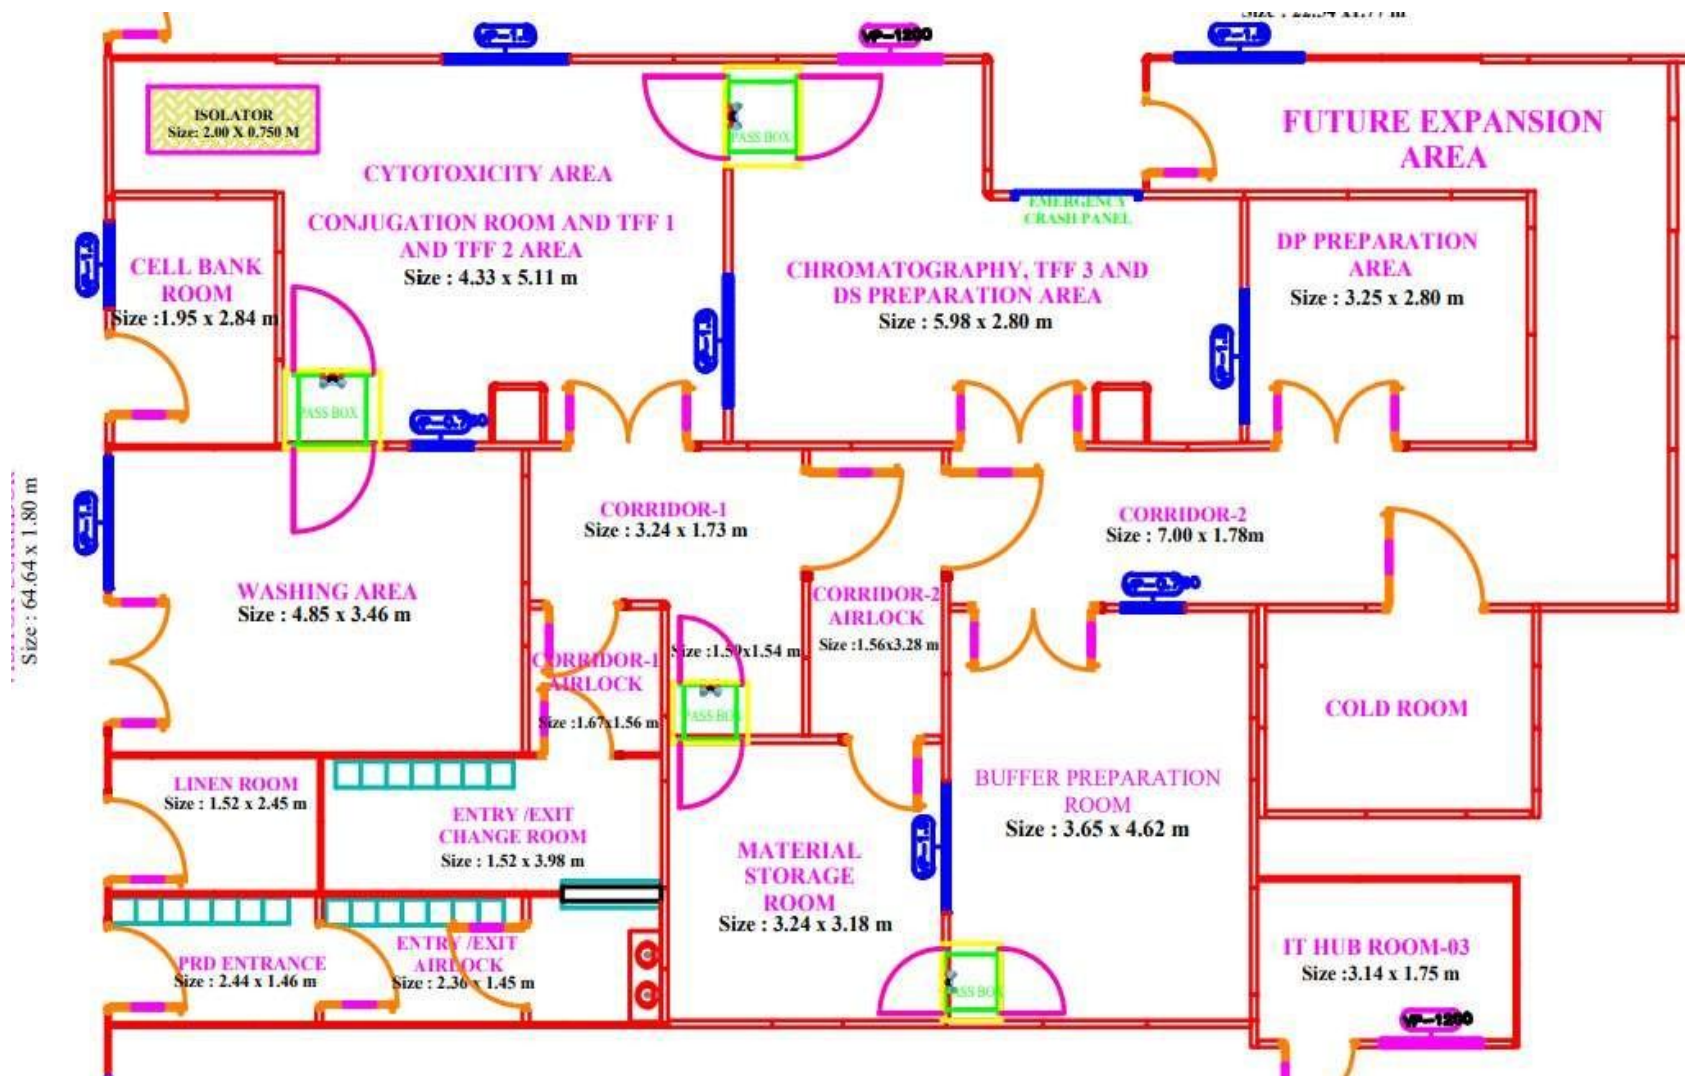 VP-1200
ISOLATOR
Size: 2.00 X 0.750 M
PASS BOX
FUTURE EXPANSION
AREA
CYTOTOXICITY AREA
CONJUGATION ROOM AND TFF 1
AND TFF 2 AREA
Size : 4.33 x 5.11 m
EMERGENCY
CRASH PANEL
CELL BANK
ROOM
Size :1.95 x 2.84 m
CHROMATOGRAPHY, TFF 3 AND
DS PREPARATION AREA
Size : 5.98 x 2.80 m
DP PREPARATION
AREA
Size : 3.25 x 2.80 m
PASS BOX
Size : 64.64 x 1.80 m
CORRIDOR-1
Size : 3.24 x 1.73 m
CORRIDOR-2
Size : 7.00 x 1.78m
WASHING AREA
Size : 4.85 x 3.46 m
CORRIDOR-2
AIRLOCK
Size :1.56x3.28 m
CORRIDOR-1
AIRLOCK
Size :1.67x1.56 m
Size :1.59x1.54 m
PASS BOX
COLD ROOM
LINEN ROOM
Size : 1.52 x 2.45 m
ENTRY /EXIT
CHANGE ROOM
Size : 1.52 x 3.98 m
BUFFER PREPARATION
ROOM
Size : 3.65 x 4.62 m
MATERIAL
STORAGE
ROOM
Size : 3.24 x 3.18 m
PRD ENTRANCE
Size : 2.44 x 1.46 m
ENTRY /EXIT
AIRLOCK
Size : 2.36 x 1.45 m
PASS BOX
IT HUB ROOM-03
Size :3.14 x 1.75 m
VP-1200